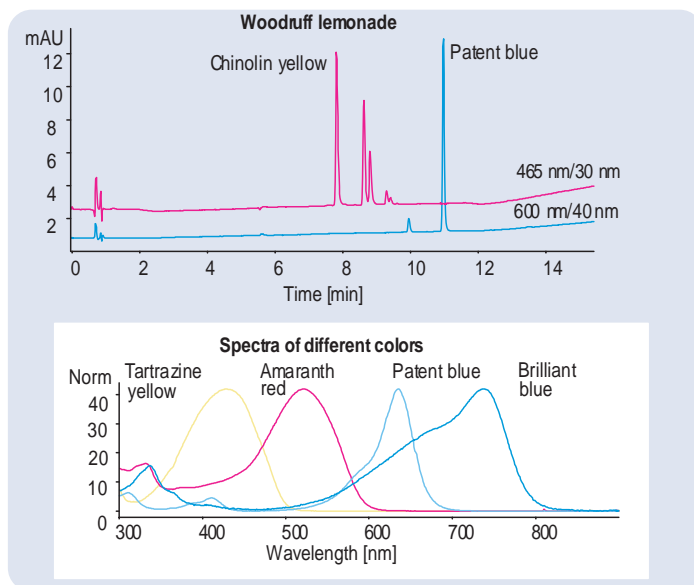 Woodruff lemonade
mAU
Chinolin yellow
Patent blue
12
10
8
6
4
2
465 nm/30 nm
600 nm/40 nm
0 2 4 6 8 10 12 14
Time [min]
Spectra of different colors
Norm
Tartrazine
yellow
Amaranth
red
Patent blue
Brilliant
blue
40
30
20
10
0
300 400 500 600 700 800
Wavelength [nm]